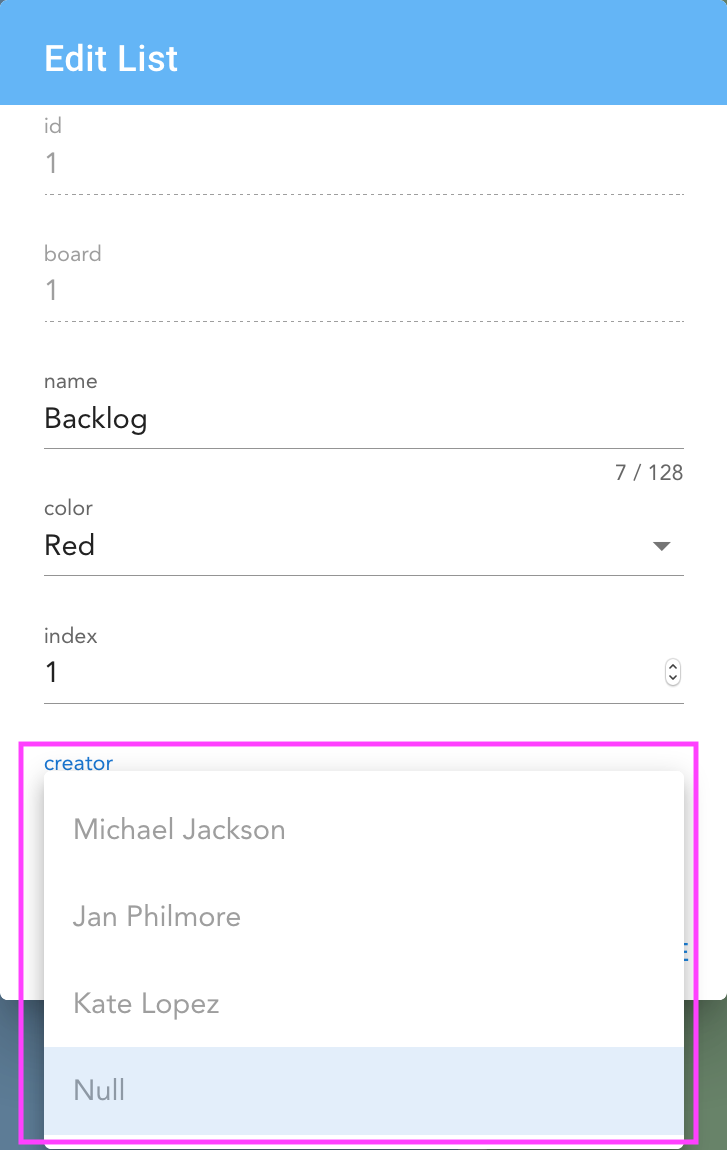 Edit List
id
1
board
1
name
Backlog
7 / 128
color
Red
index
1
creator
Michael Jackson
Jan Philmore
Kate Lopez
Null